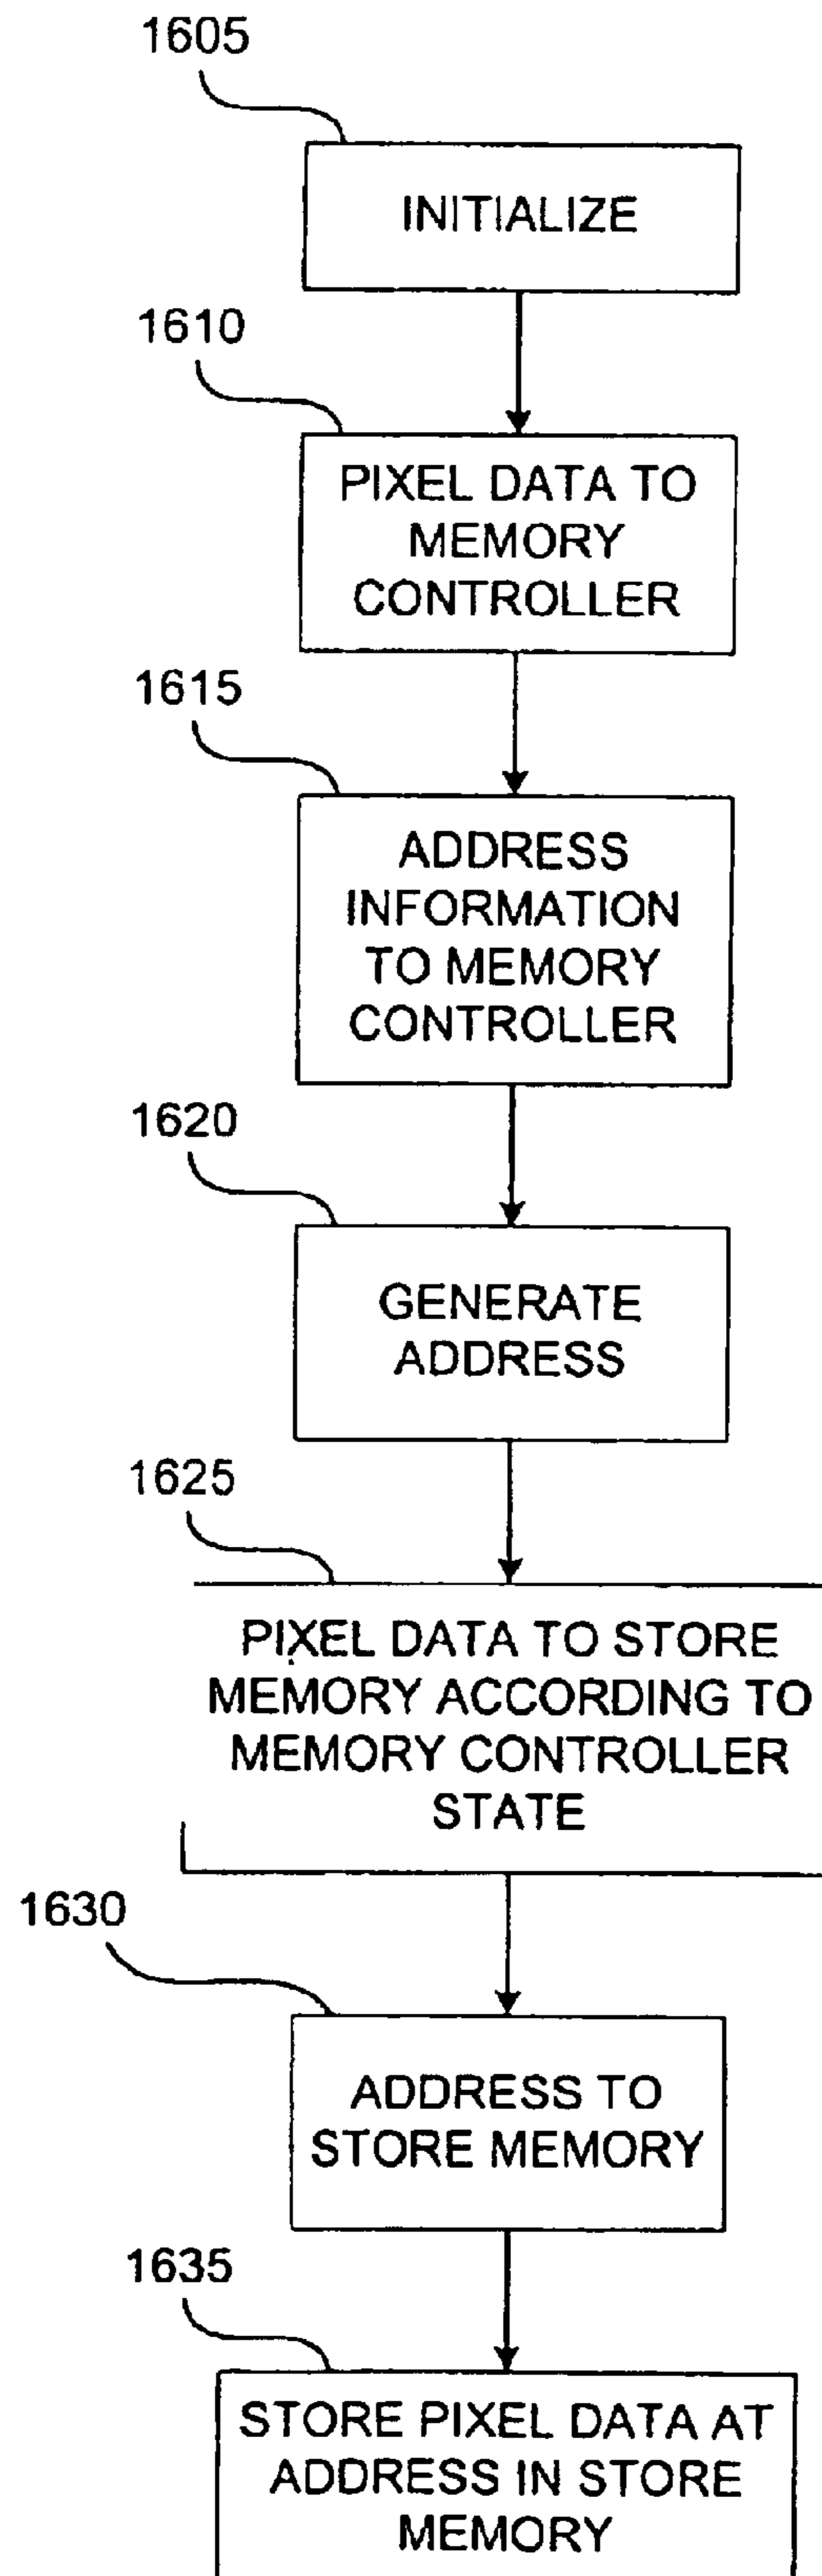 1605
INITIALIZE
1610
PIXEL DATA TO
MEMORY
CONTROLLER
1615
ADDRESS
INFORMATION
TO MEMORY
CONTROLLER
1620
GENERATE
ADDRESS
1625
PIXEL DATA TO STORE
MEMORY ACCORDING TO
MEMORY CONTROLLER
STATE
1630
ADDRESS TO
STORE MEMORY
1635
STORE PIXEL DATA AT
ADDRESS IN STORE
MEMORY